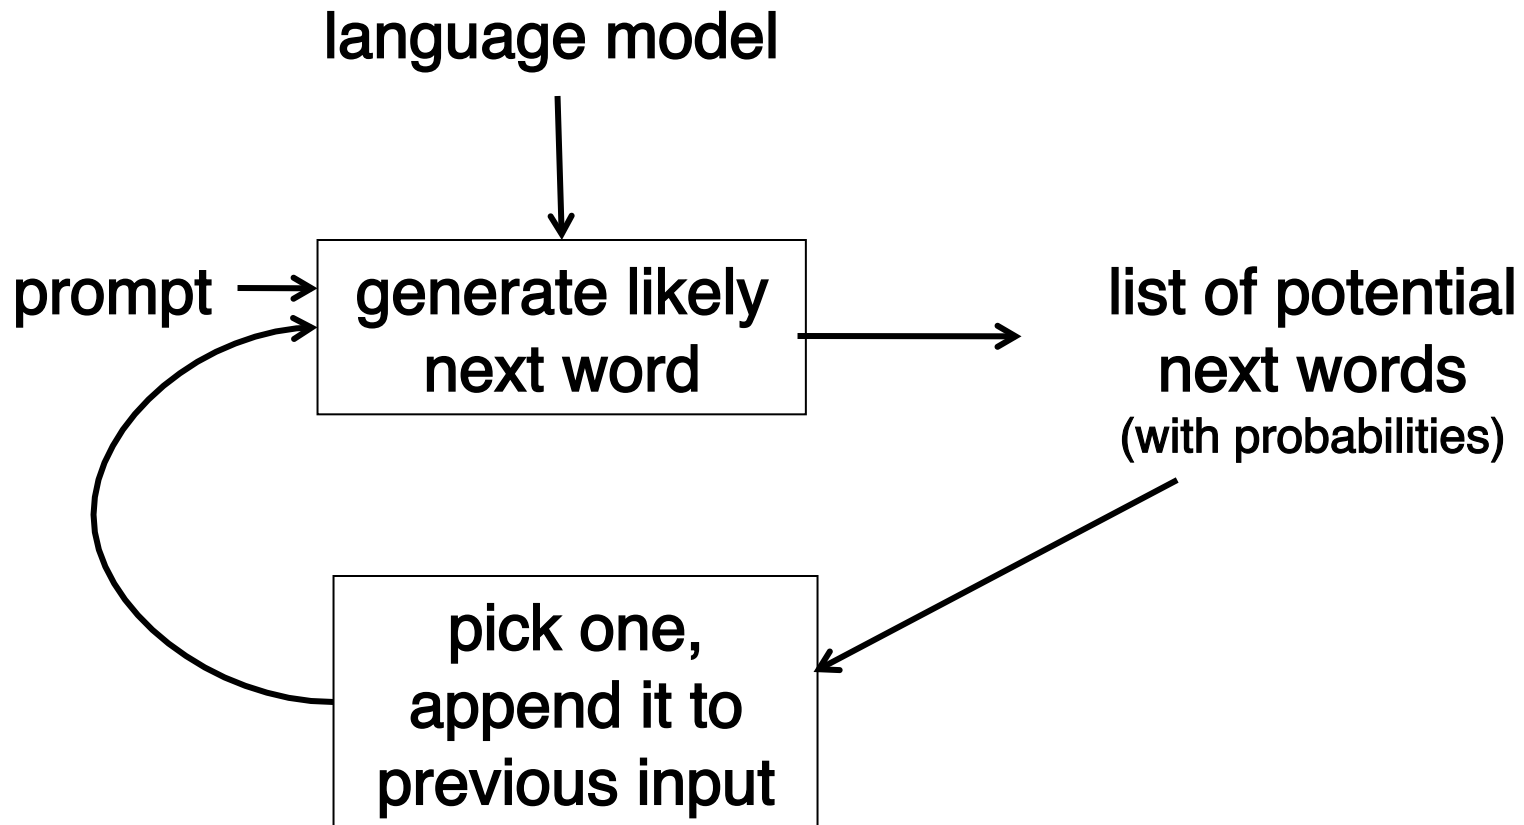 language model
prompt
generate likely
next word
list of potential
next words
(with probabilities)
pick one,
append it to
previous input